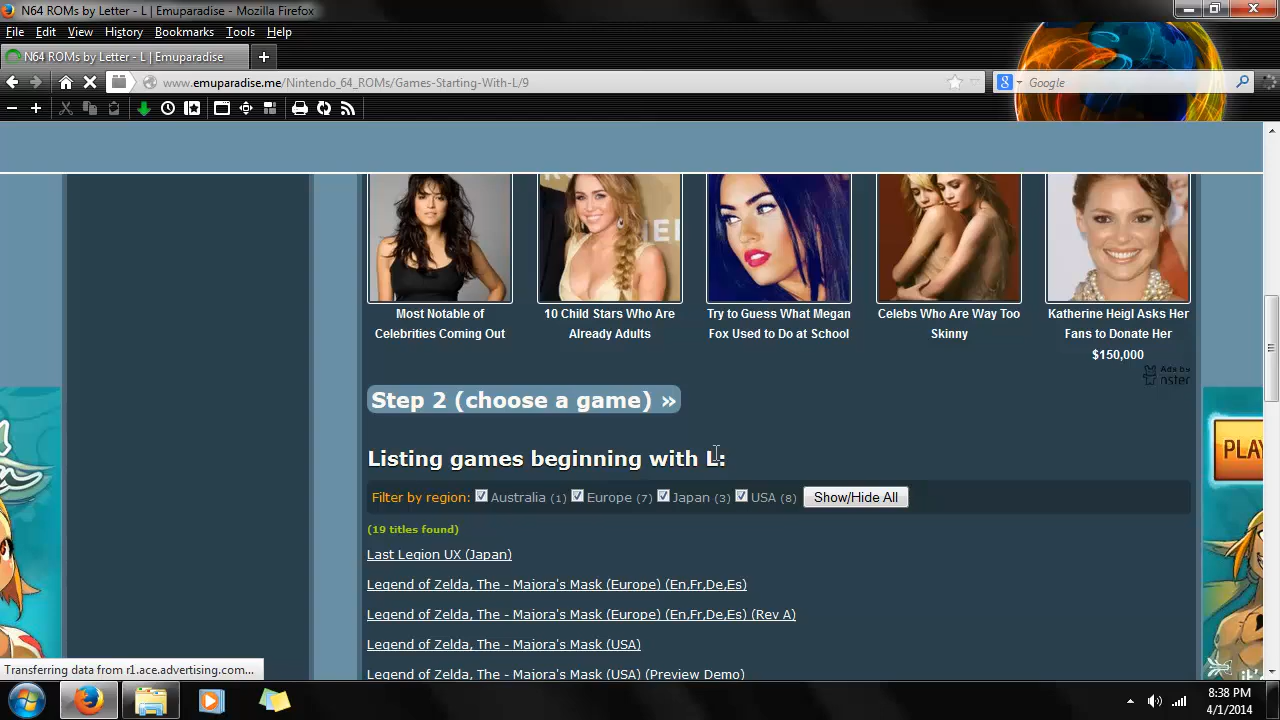 N64 ROMs by Letter - L | Emuparadise - Mozilla Firefox
File Edit View History Bookmarks Tools Help
N64 ROMs by Letter - L | Emuparadise
www.emuparadise.me/Nintendo_64_ROMs/Games-Starting-With-L/9
Google
Most Notable of
Celebrities Coming Out
10 Child Stars Who Are
Already Adults
Try to Guess What Megan
Fox Used to Do at School
Celebs Who Are Way Too
Skinny
Katherine Heigl Asks Her
Fans to Donate Her
$150,000
Ads by
Step 2 (choose a game) »
Listing games beginning with L:
Filter by region: Australia (1) Europe (7) Japan (3) USA (8) Show/Hide All
(19 titles found)
Last Legion UX (Japan)
Legend of Zelda, The - Majora's Mask (Europe) (En,Fr,De,Es)
Legend of Zelda, The - Majora's Mask (Europe) (En,Fr,De,Es) (Rev A)
Legend of Zelda, The - Majora's Mask (USA)
Legend of Zelda, The - Majora's Mask (USA) (Preview Demo)
PLAY
Transferring data from r1.ace.advertising.com...
8:38 PM
4/1/2014